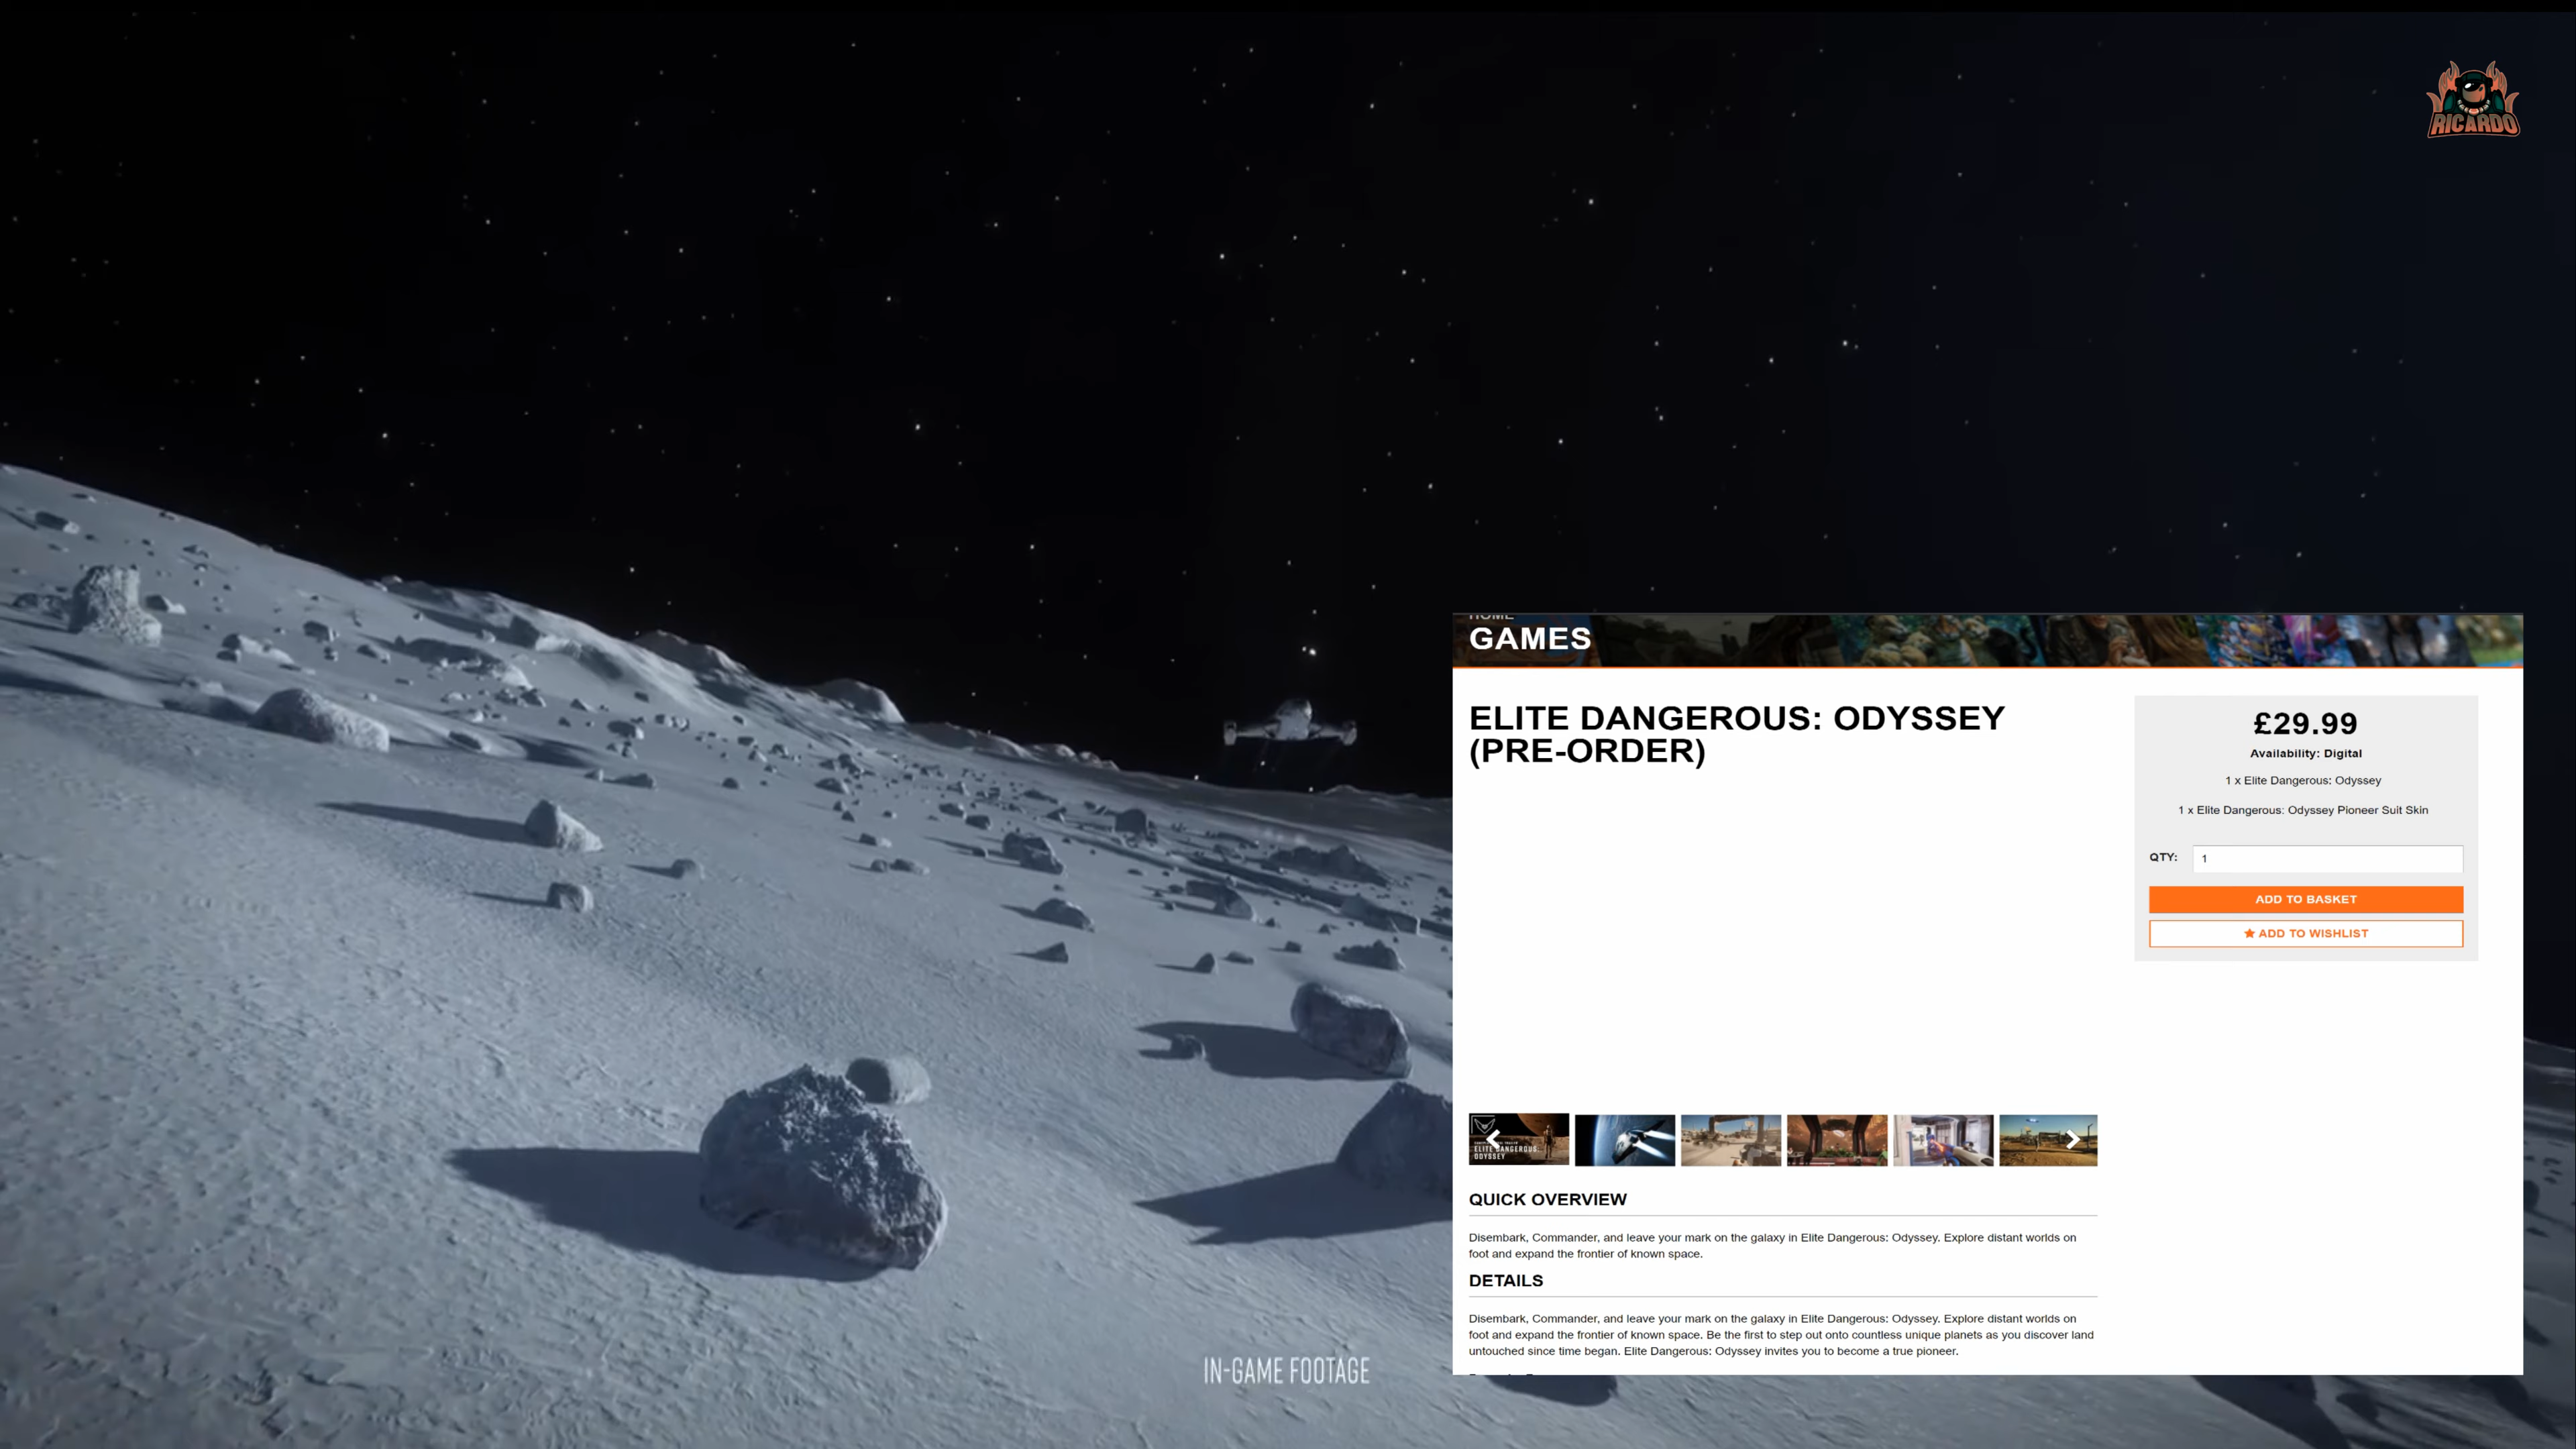 RICARDO
HOME
GAMES
ELITE DANGEROUS: ODYSSEY
(PRE-ORDER)
£29.99
Availability: Digital
1 x Elite Dangerous: Odyssey
1 x Elite Dangerous: Odyssey Pioneer Suit Skin
QTY:
1
ADD TO BASKET
ADD TO WISHLIST
ELITE DANGEROUS:
ODYSSEY
QUICK OVERVIEW
Disembark, Commander, and leave your mark on the galaxy in Elite Dangerous: Odyssey. Explore distant worlds on
foot and expand the frontier of known space.
DETAILS
Disembark, Commander, and leave your mark on the galaxy in Elite Dangerous: Odyssey. Explore distant worlds on
foot and expand the frontier of known space. Be the first to step out onto countless unique planets as you discover land
untouched since time began. Elite Dangerous: Odyssey invites you to become a true pioneer.
IN-GAME FOOTAGE